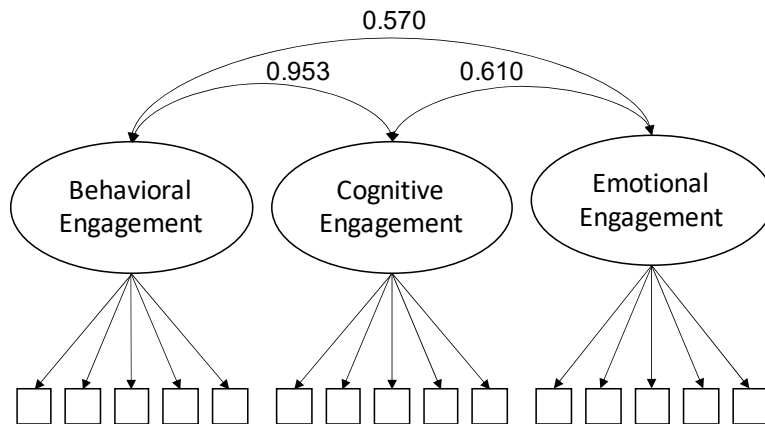 0.570
0.953
0.610
Behavioral
Engagement
Cognitive
Engagement
Emotional
Engagement